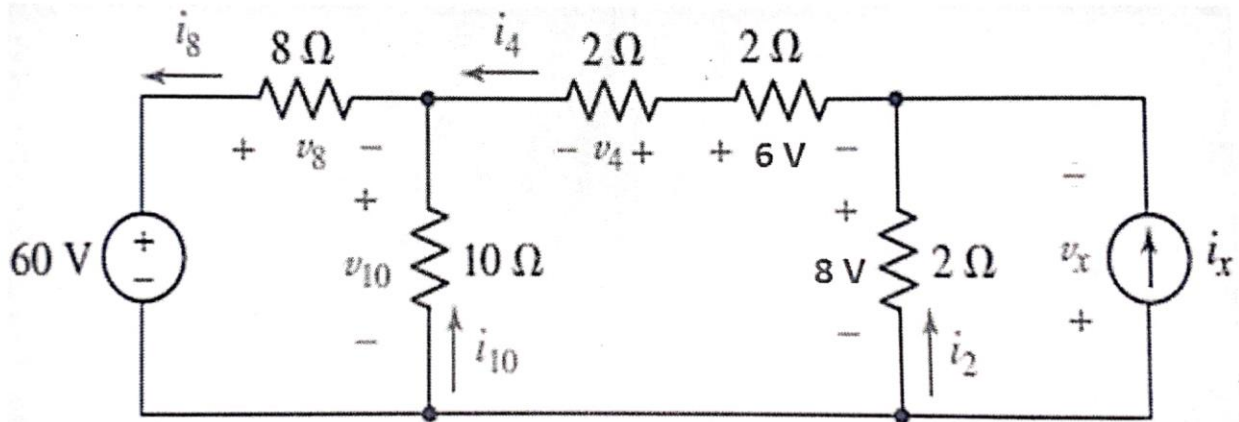 i8 8 Ω i4 2 Ω 2 Ω
+ v8 − − v4 + + 6 V −
60 V + − + v10 − 10 Ω i10 + 8 V − 2 Ω i2 − vx + ix